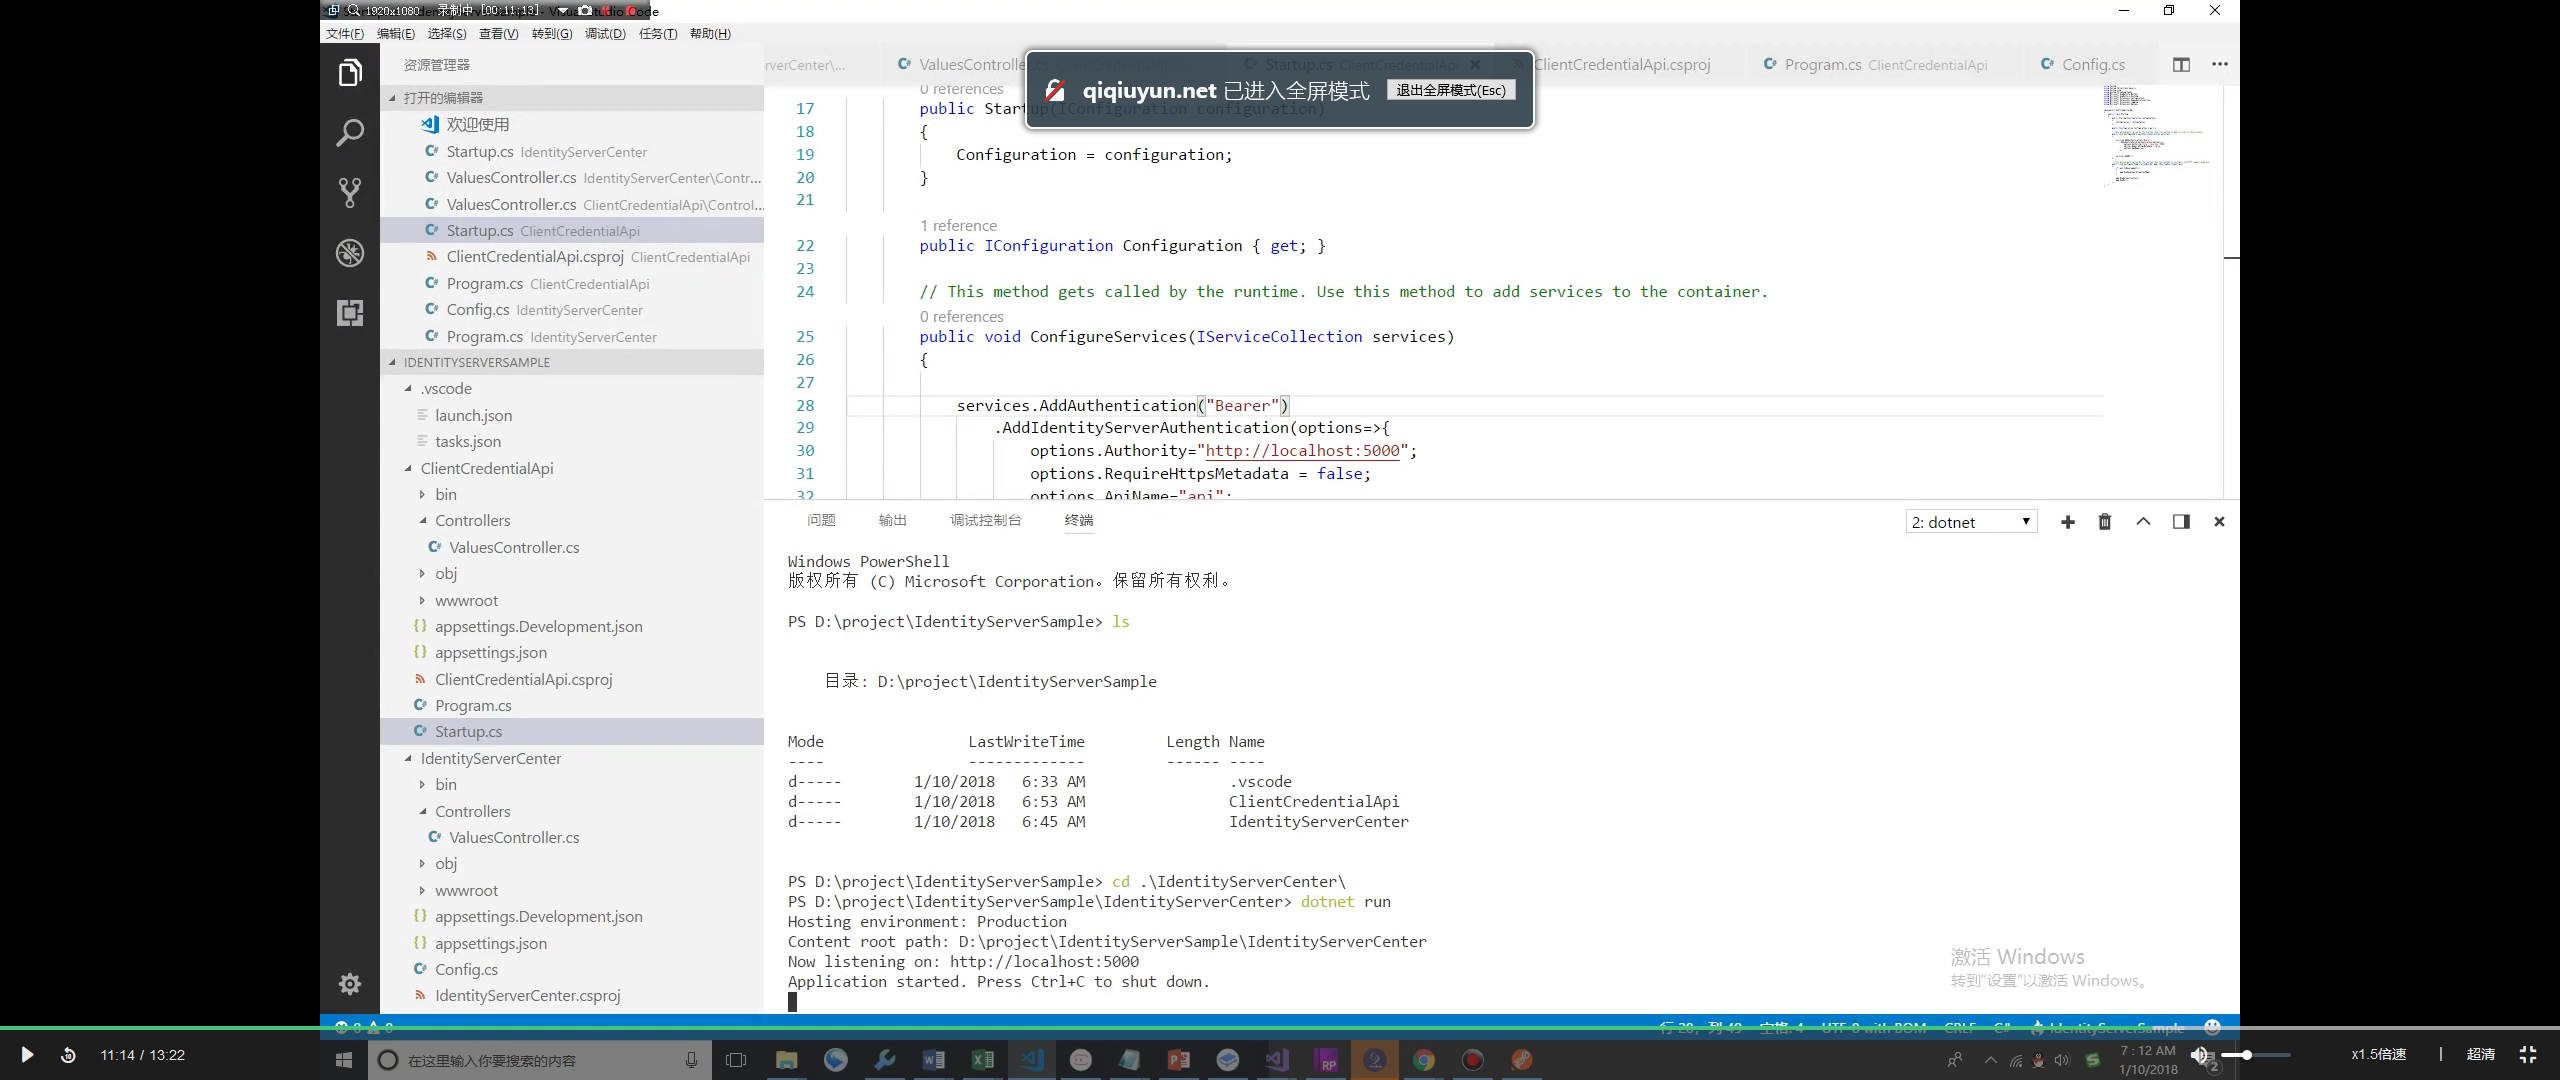 1920x1080 录制中 [00:11:13]
文件(F) 编辑(E) 选择(S) 查看(V) 转到(G) 调试(D) 任务(T) 帮助(H)
资源管理器
打开的编辑器
欢迎使用
Startup.cs IdentityServerCenter
ValuesController.cs IdentityServerCenter\Contr...
ValuesController.cs ClientCredentialApi\Control...
Startup.cs ClientCredentialApi
ClientCredentialApi.csproj ClientCredentialApi
Program.cs ClientCredentialApi
Config.cs IdentityServerCenter
Program.cs IdentityServerCenter
IDENTITYSERVERSAMPLE
.vscode
launch.json
tasks.json
ClientCredentialApi
bin
Controllers
ValuesController.cs
obj
wwwroot
appsettings.Development.json
appsettings.json
ClientCredentialApi.csproj
Program.cs
Startup.cs
IdentityServerCenter
bin
Controllers
ValuesController.cs
obj
wwwroot
appsettings.Development.json
appsettings.json
Config.cs
IdentityServerCenter.csproj
rverCenter\... ValuesController.cs Startup.cs ClientCredentialApi ClientCredentialApi.csproj Program.cs ClientCredentialApi Config.cs
qiqiuyun.net 已进入全屏模式 退出全屏模式(Esc)
0 references
17 public Startup(IConfiguration configuration)
18 {
19 Configuration = configuration;
20 }
21
1 reference
22 public IConfiguration Configuration { get; }
23
24 // This method gets called by the runtime. Use this method to add services to the container.
0 references
25 public void ConfigureServices(IServiceCollection services)
26 {
27
28 services.AddAuthentication("Bearer")
29 .AddIdentityServerAuthentication(options=>{
30 options.Authority="http://localhost:5000";
31 options.RequireHttpsMetadata = false;
32 options.ApiName="api";
问题 输出 调试控制台 终端
2: dotnet
Windows PowerShell
版权所有 (C) Microsoft Corporation。保留所有权利。
PS D:\project\IdentityServerSample> ls
目录: D:\project\IdentityServerSample
Mode LastWriteTime Length Name
---- ------------- ------ ----
d----- 1/10/2018 6:33 AM .vscode
d----- 1/10/2018 6:53 AM ClientCredentialApi
d----- 1/10/2018 6:45 AM IdentityServerCenter
PS D:\project\IdentityServerSample> cd .\IdentityServerCenter\
PS D:\project\IdentityServerSample\IdentityServerCenter> dotnet run
Hosting environment: Production
Content root path: D:\project\IdentityServerSample\IdentityServerCenter
Now listening on: http://localhost:5000
Application started. Press Ctrl+C to shut down.
激活 Windows
转到“设置”以激活 Windows。
行 28，列 49 空格: 4 UTF-8 with BOM CRLF C# IdentityServerSample
11:14 / 13:22
在这里输入你要搜索的内容
7:12 AM
1/10/2018
x1.5倍速 超清